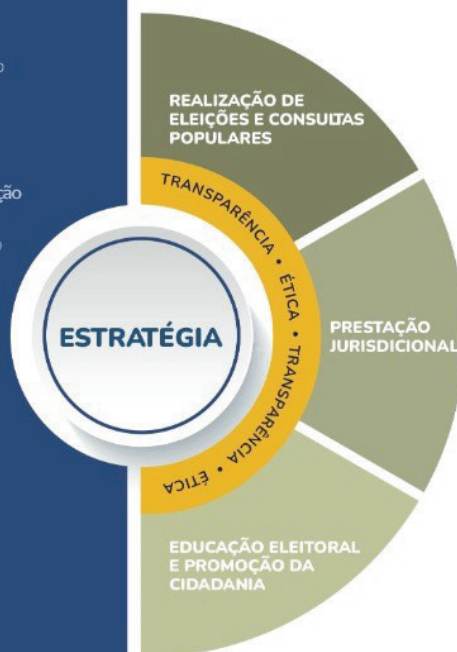 REALIZAÇÃO DE
ELEIÇÕES E CONSULTAS
POPULARES
TRANSPARÊNCIA • ÉTICA • TRANSPARÊNCIA • ÉTICA
ESTRATÉGIA
PRESTAÇÃO
JURISDICIONAL
EDUCAÇÃO ELEITORAL
E PROMOÇÃO DA
CIDADANIA